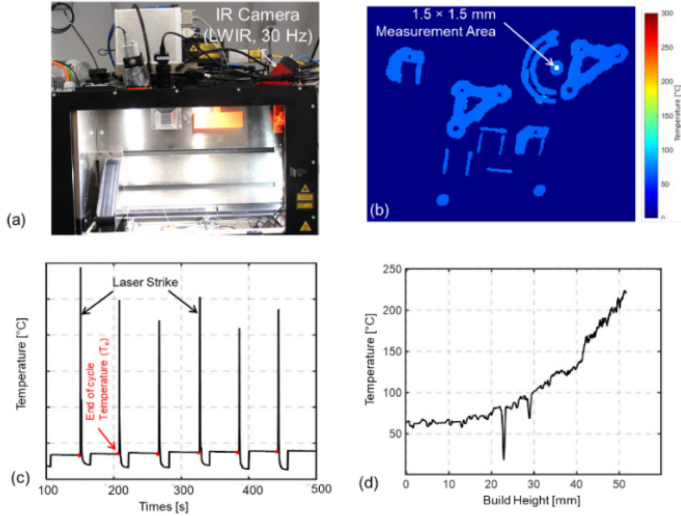 IR Camera
(LWIR, 30 Hz)
(a)
1.5 × 1.5 mm
Measurement Area
300
250
200
150
100
50
0
Temperature [°C]
(b)
Laser Strike
End of cycle
Temperature (Tₑ)
Temperature [°C]
(c)
100
200
300
400
500
Times [s]
250
200
150
100
50
Temperature [°C]
(d)
0
10
20
30
40
50
Build Height [mm]